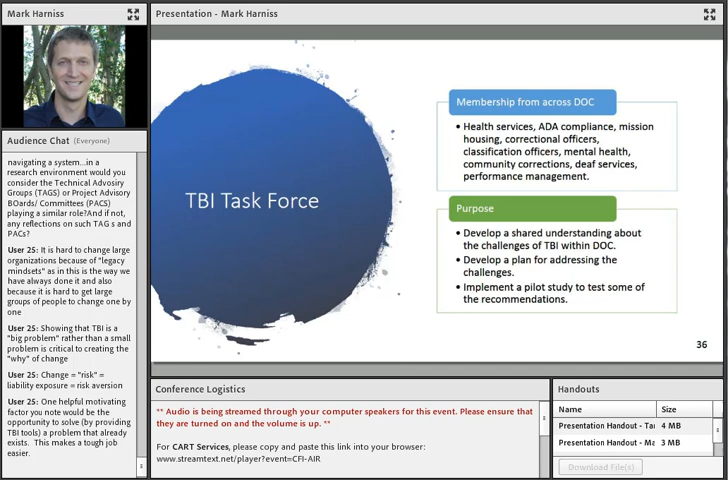 Mark Harniss
Presentation - Mark Harniss
Audience Chat (Everyone)
navigating a system...in a
research environment would you
consider the Technical Advosiry
Groups (TAGS) or Project Advisory
BOards/ Committees (PACS)
playing a similar role?And if not,
any reflections on such TAG s and
PACs?
User 25: It is hard to change large
organizations because of "legacy
mindsets" as in this is the way we
have always done it and also
because it is hard to get large
groups of people to change one by
one
User 25: Showing that TBI is a
"big problem" rather than a small
problem is critical to creating the
"why" of change
User 25: Change = "risk" =
liability exposure = risk aversion
User 25: One helpful motivating
factor you note would be the
opportunity to solve (by providing
TBI tools) a problem that already
exists. This makes a tough job
easier.
TBI Task Force
Membership from across DOC
• Health services, ADA compliance, mission
housing, correctional officers,
classification officers, mental health,
community corrections, deaf services,
performance management.
Purpose
• Develop a shared understanding about
the challenges of TBI within DOC.
• Develop a plan for addressing the
challenges.
• Implement a pilot study to test some of
the recommendations.
36
Conference Logistics
** Audio is being streamed through your computer speakers for this event. Please ensure that
they are turned on and the volume is up. **
For CART Services, please copy and paste this link into your browser:
www.streamtext.net/player?event=CFI-AIR
Handouts
Name Size
Presentation Handout - Tai 4 MB
Presentation Handout - Ma 3 MB
Download File(s)